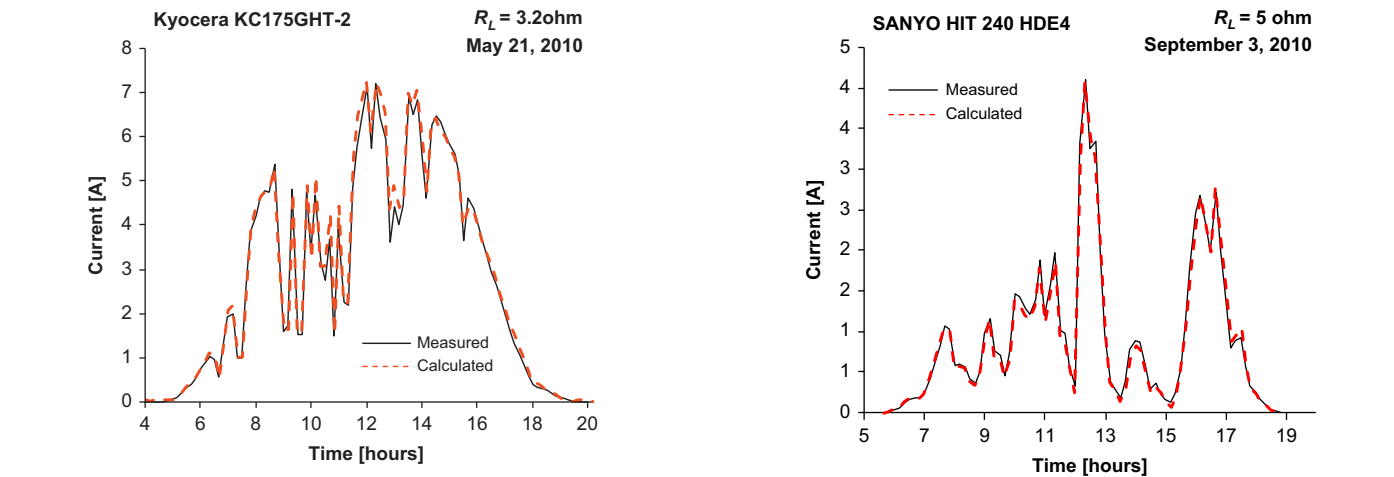 Kyocera KC175GHT-2
R_L = 3.2ohm
May 21, 2010
8
7
6
5
4
3
2
1
0
Current [A]
Measured
Calculated
4 6 8 10 12 14 16 18 20
Time [hours]
SANYO HIT 240 HDE4
R_L = 5 ohm
September 3, 2010
5
4
4
3
3
2
2
1
1
0
Current [A]
Measured
Calculated
5 7 9 11 13 15 17 19
Time [hours]